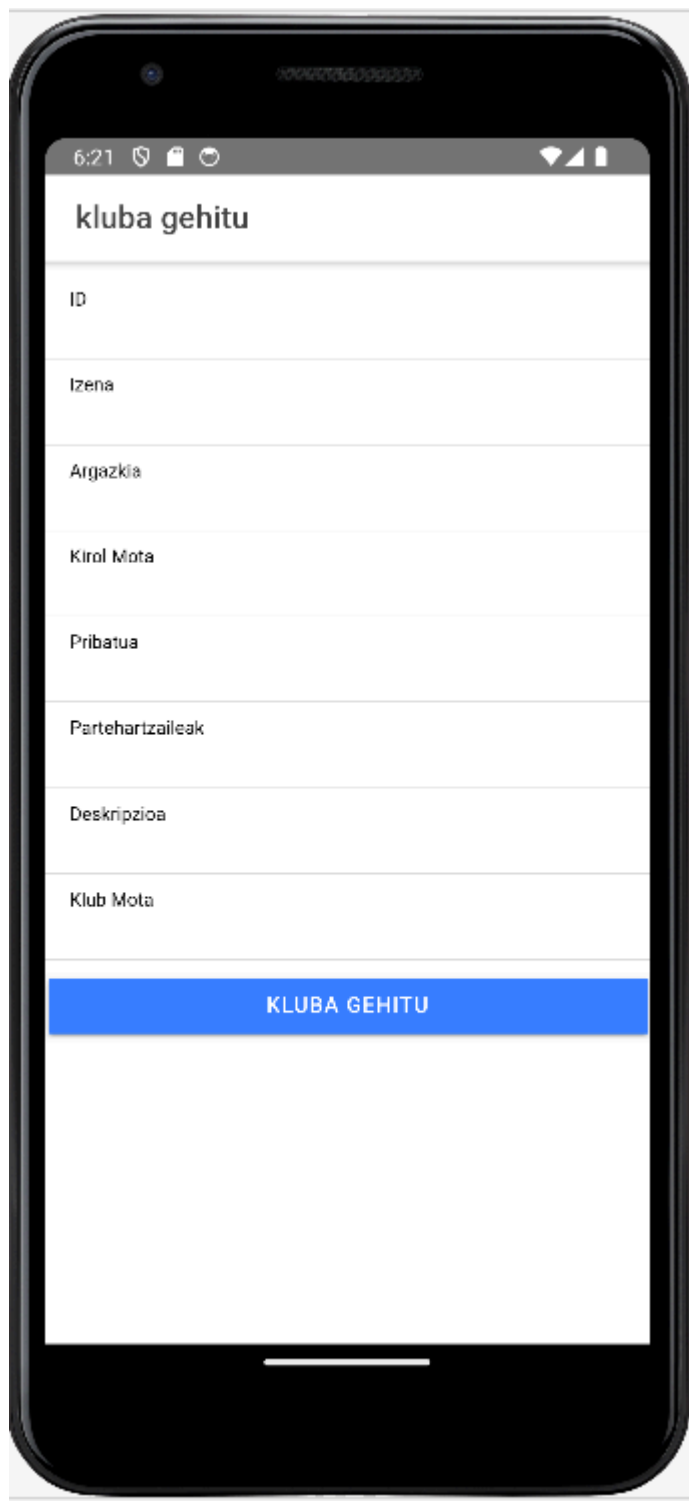 6:21
kluba gehitu
ID
Izena
Argazkia
Kirol Mota
Pribatua
Partehartzaileak
Deskripzioa
Klub Mota
KLUBA GEHITU